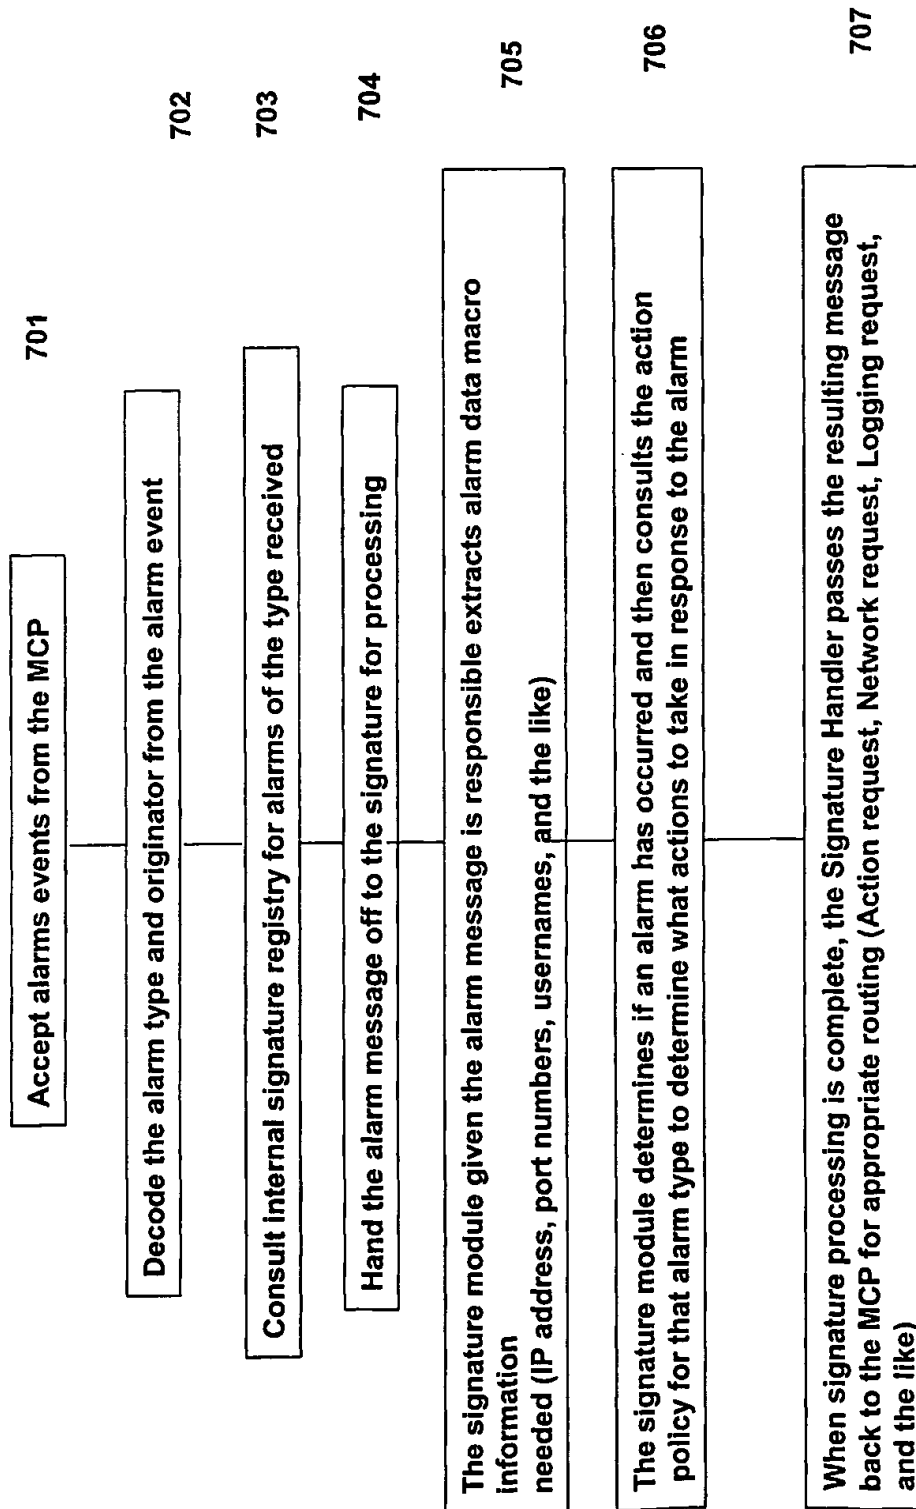 701
Accept alarms events from the MCP
702
Decode the alarm type and originator from the alarm event
703
Consult internal signature registry for alarms of the type received
704
Hand the alarm message off to the signature for processing
705
The signature module given the alarm message is responsible extracts alarm data macro
information
needed (IP address, port numbers, usernames, and the like)
706
The signature module determines if an alarm has occurred and then consults the action
policy for that alarm type to determine what actions to take in response to the alarm
707
When signature processing is complete, the Signature Handler passes the resulting message
back to the MCP for appropriate routing (Action request, Network request, Logging request,
and the like)